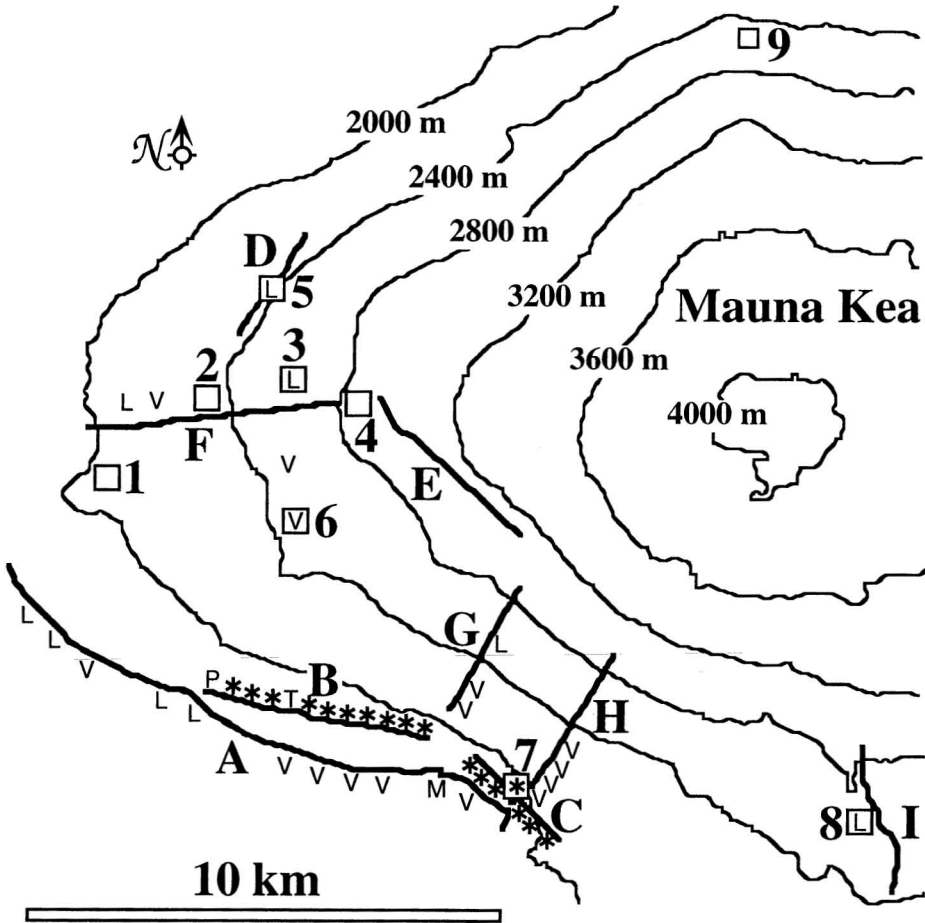 9
2000 m
N
2400 m
2800 m
D
L 5
3200 m
Mauna Kea
3
L
2
3600 m
L V
4000 m
F
4
V
E
1
V 6
L
L
G
L
V
B
P * * * T * * * * * * * *
V
H
L
L
7
V
A
*
V
V
V V V V
M
V
* * *
* * *
C
8 L
I
10 km